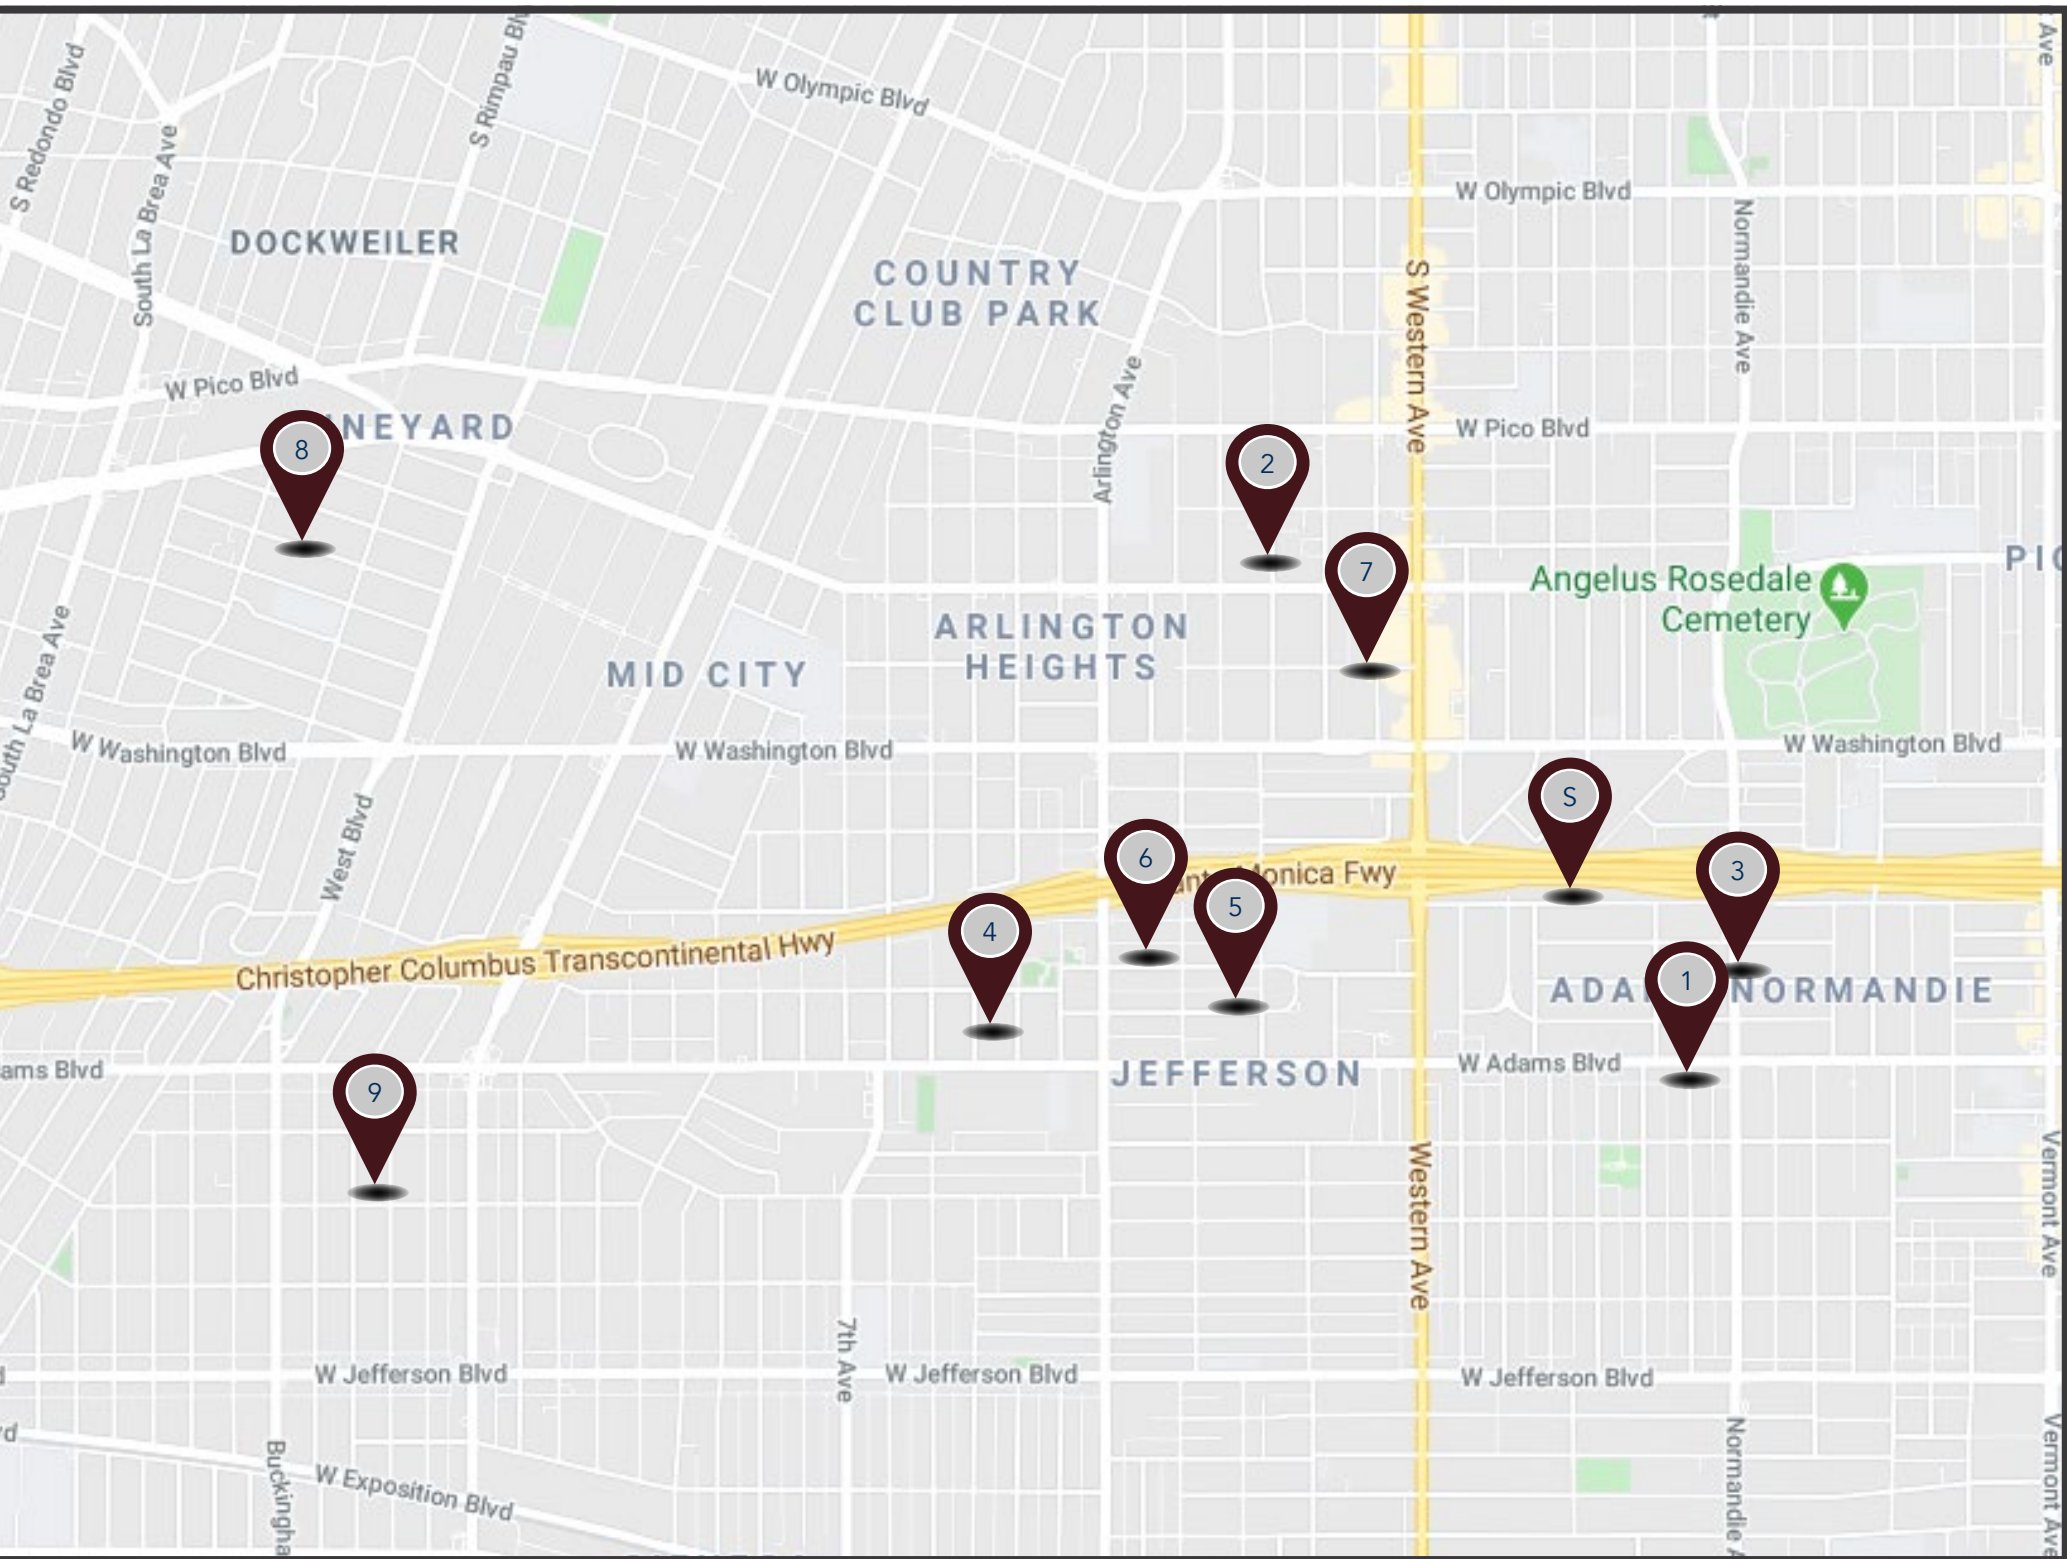 Ave
S Redondo Blvd
S Rimpau Blv
W Olympic Blvd
South La Brea Ave
W Olympic Blvd
Normandie Ave
DOCKWEILER
COUNTRY
CLUB PARK
S Western Ave
W Pico Blvd
Arlington Ave
NEYARD
W Pico Blvd
8
2
7
Angelus Rosedale
Cemetery
PIC
ARLINGTON
HEIGHTS
MID CITY
South La Brea Ave
W Washington Blvd
W Washington Blvd
W Washington Blvd
S
West Blvd
6
Monica Fwy
3
5
4
Christopher Columbus Transcontinental Hwy
1
ADA
NORMANDIE
ams Blvd
JEFFERSON
W Adams Blvd
9
Western Ave
Vermont Ave
7th Ave
W Jefferson Blvd
W Jefferson Blvd
W Jefferson Blvd
vd
Buckingha
W Exposition Blvd
Normandie A
Vermont Ave